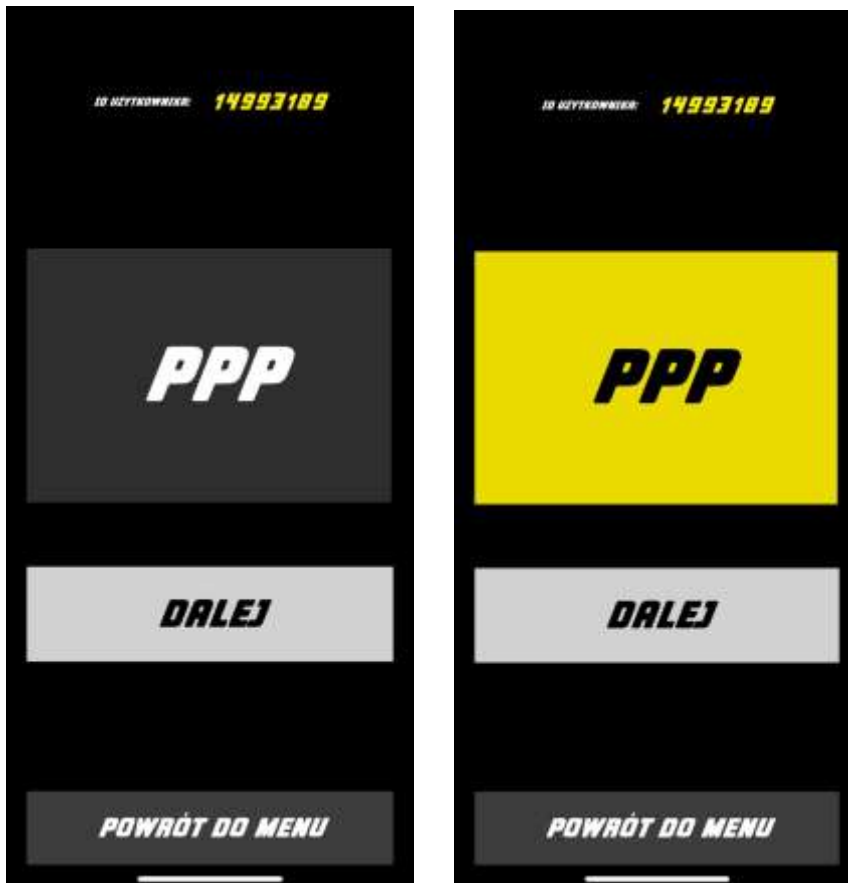 ID UŻYTKOWNIKA: 14993189
PPP
DALEJ
POWRÓT DO MENU
ID UŻYTKOWNIKA: 14993189
PPP
DALEJ
POWRÓT DO MENU